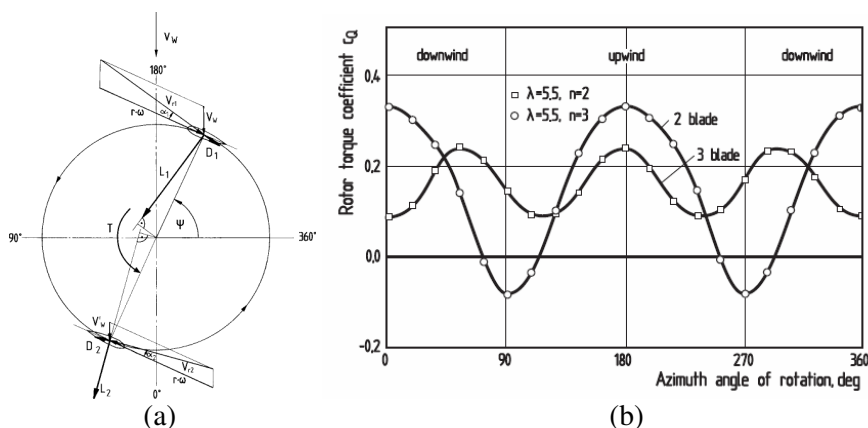 V_W
180°
V_r1
α_1
r·ω
V_W
D_1
L_1
T
Ψ
90°
360°
V'_W
D_2
α_2
V_r2
r·ω
L_2
0°
(a)
Rotor torque coefficient c_Q
downwind
upwind
downwind
0,4
λ=5.5, n=2
λ=5.5, n=3
2 blade
3 blade
0,2
0,0
-0,2
0
90
180
270
360
Azimuth angle of rotation, deg
(b)